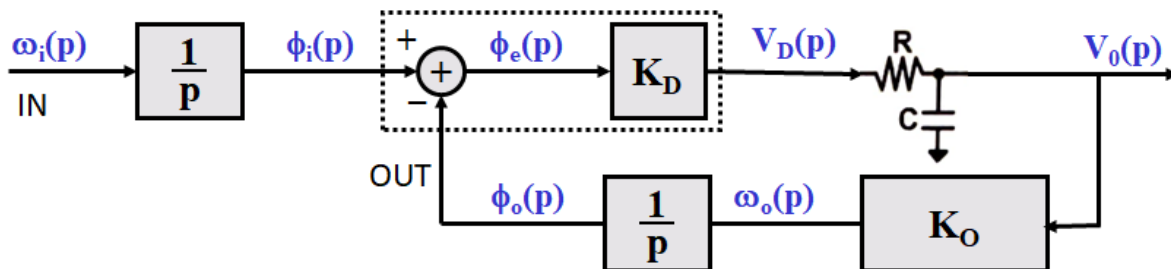 ωi(p)
IN
1
p
ϕi(p)
+
+
−
ϕe(p)
KD
VD(p)
R
C
V0(p)
OUT
ϕo(p)
1
p
ωo(p)
KO